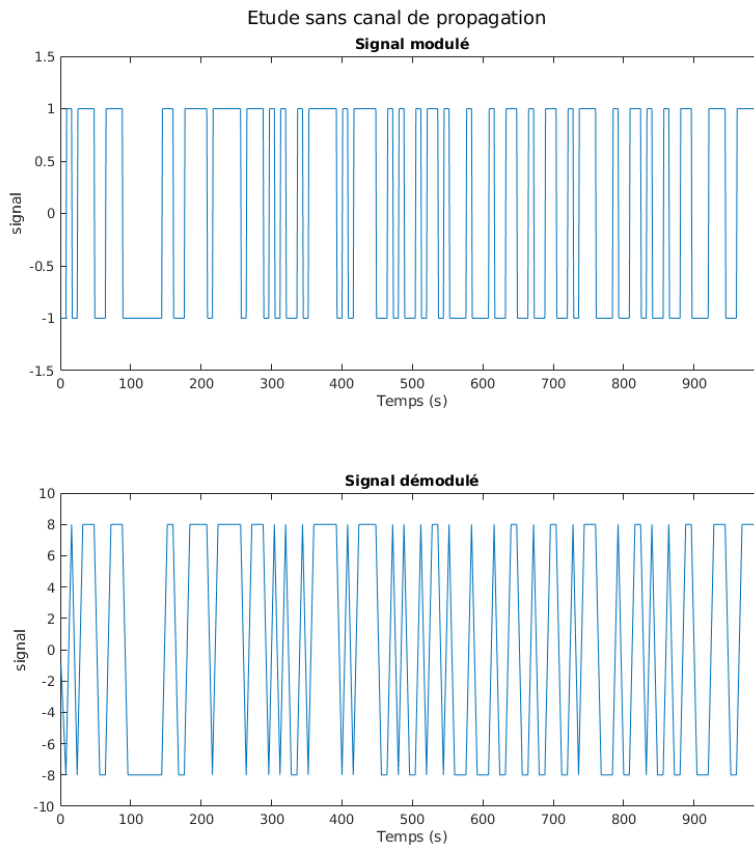 Etude sans canal de propagation
Signal modulé
1.5
1
0.5
0
-0.5
-1
-1.5
signal
0 100 200 300 400 500 600 700 800 900
Temps (s)
Signal démodulé
10
8
6
4
2
0
-2
-4
-6
-8
-10
signal
0 100 200 300 400 500 600 700 800 900
Temps (s)